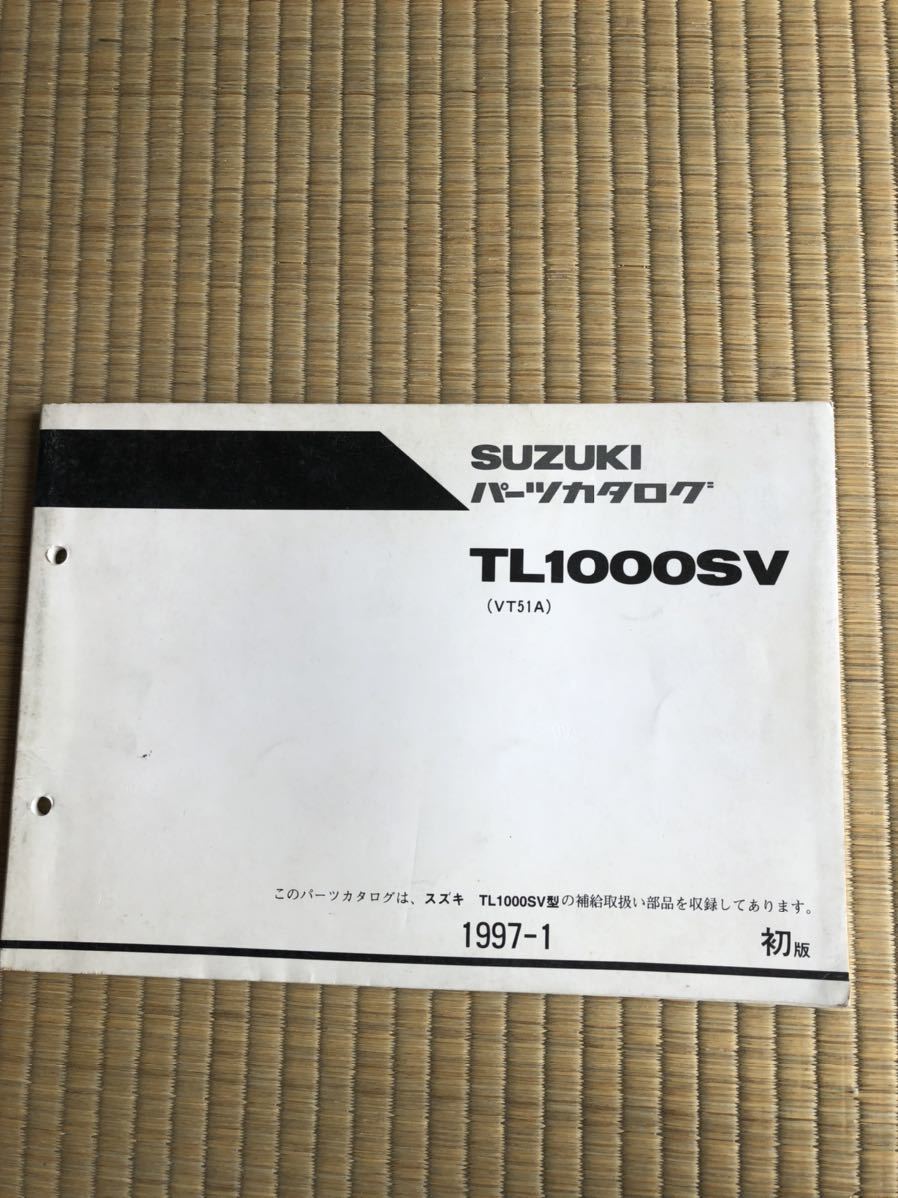 SUZUKI
パーツカタログ
TL1000SV
(VT51A)
このパーツカタログは、スズキ TL1000SV型の補給取扱い部品を収録してあります。
1997-1 初版